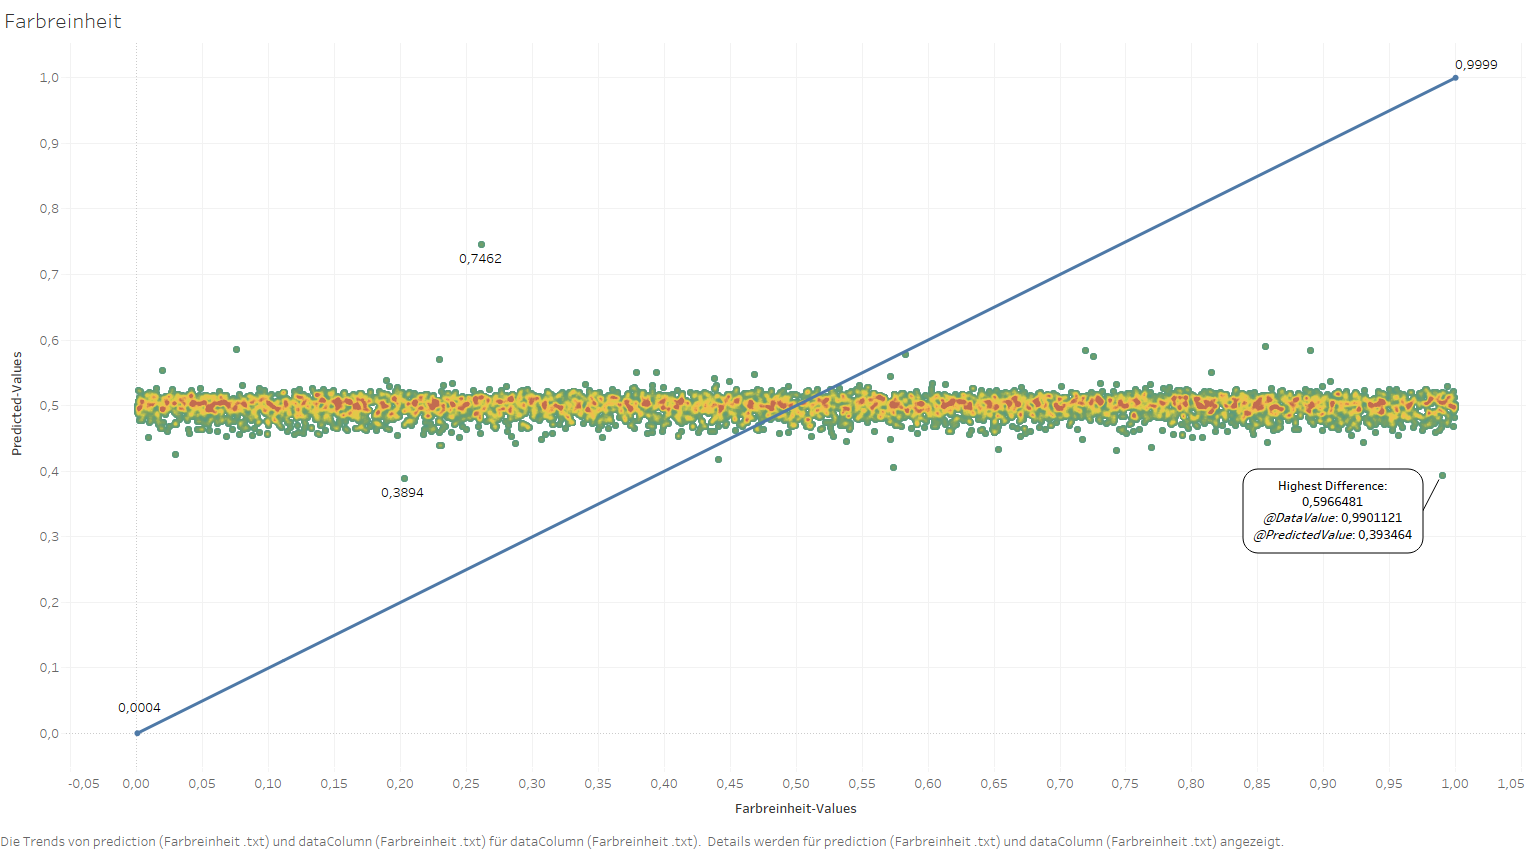 Farbreinheit
0,9999
1,0
0,9
0,8
0,7462
0,7
0,6
0,5
Predicted-Values
0,4
0,3894
Highest Difference:
0,5966481
@DataValue: 0,9901121
@PredictedValue: 0,393464
0,3
0,2
0,1
0,0004
0,0
-0,05 0,00 0,05 0,10 0,15 0,20 0,25 0,30 0,35 0,40 0,45 0,50 0,55 0,60 0,65 0,70 0,75 0,80 0,85 0,90 0,95 1,00 1,05
Farbreinheit-Values
Die Trends von prediction (Farbreinheit .txt) und dataColumn (Farbreinheit .txt) für dataColumn (Farbreinheit .txt). Details werden für prediction (Farbreinheit .txt) und dataColumn (Farbreinheit .txt) angezeigt.